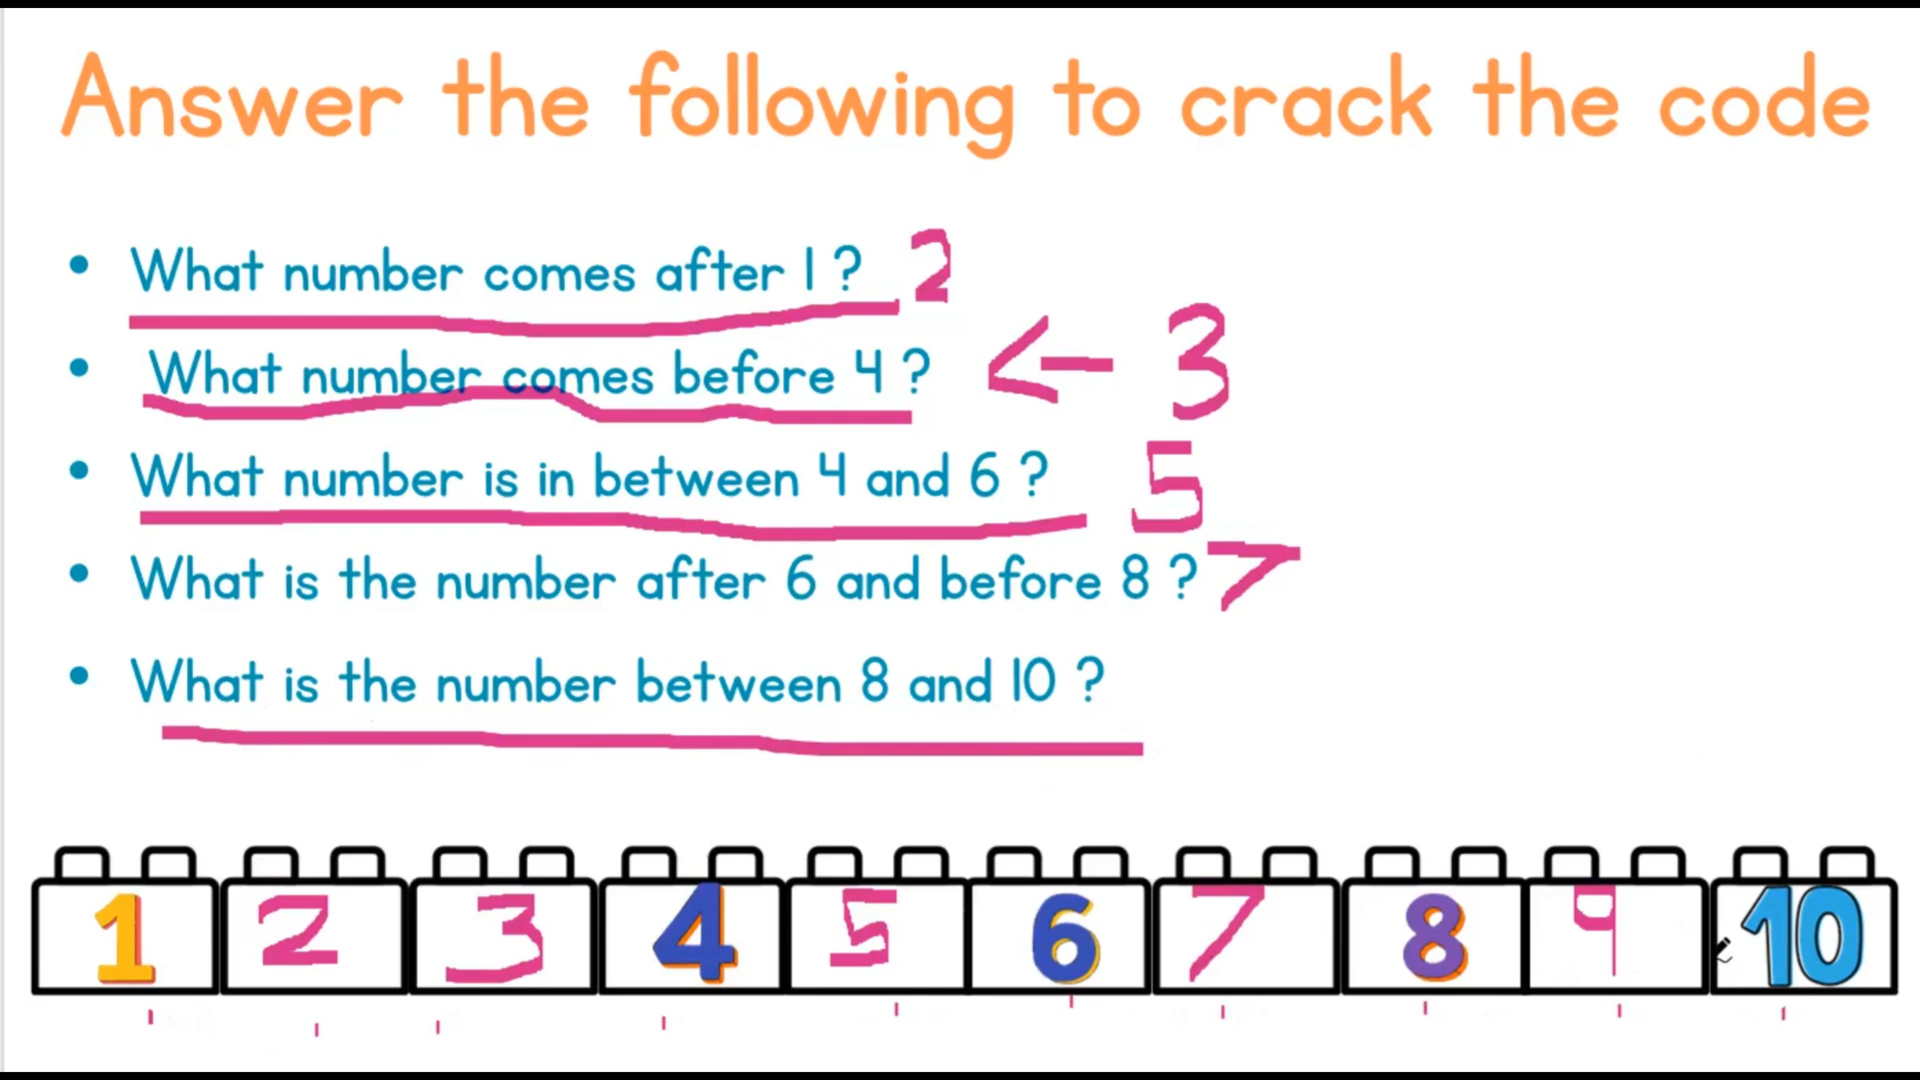 Answer the following to crack the code
• What number comes after 1 ? 2
• What number comes before 4 ? ← 3
• What number is in between 4 and 6 ? 5
• What is the number after 6 and before 8 ? 7
• What is the number between 8 and 10 ?
1 2 3 4 5 6 7 8 9 10